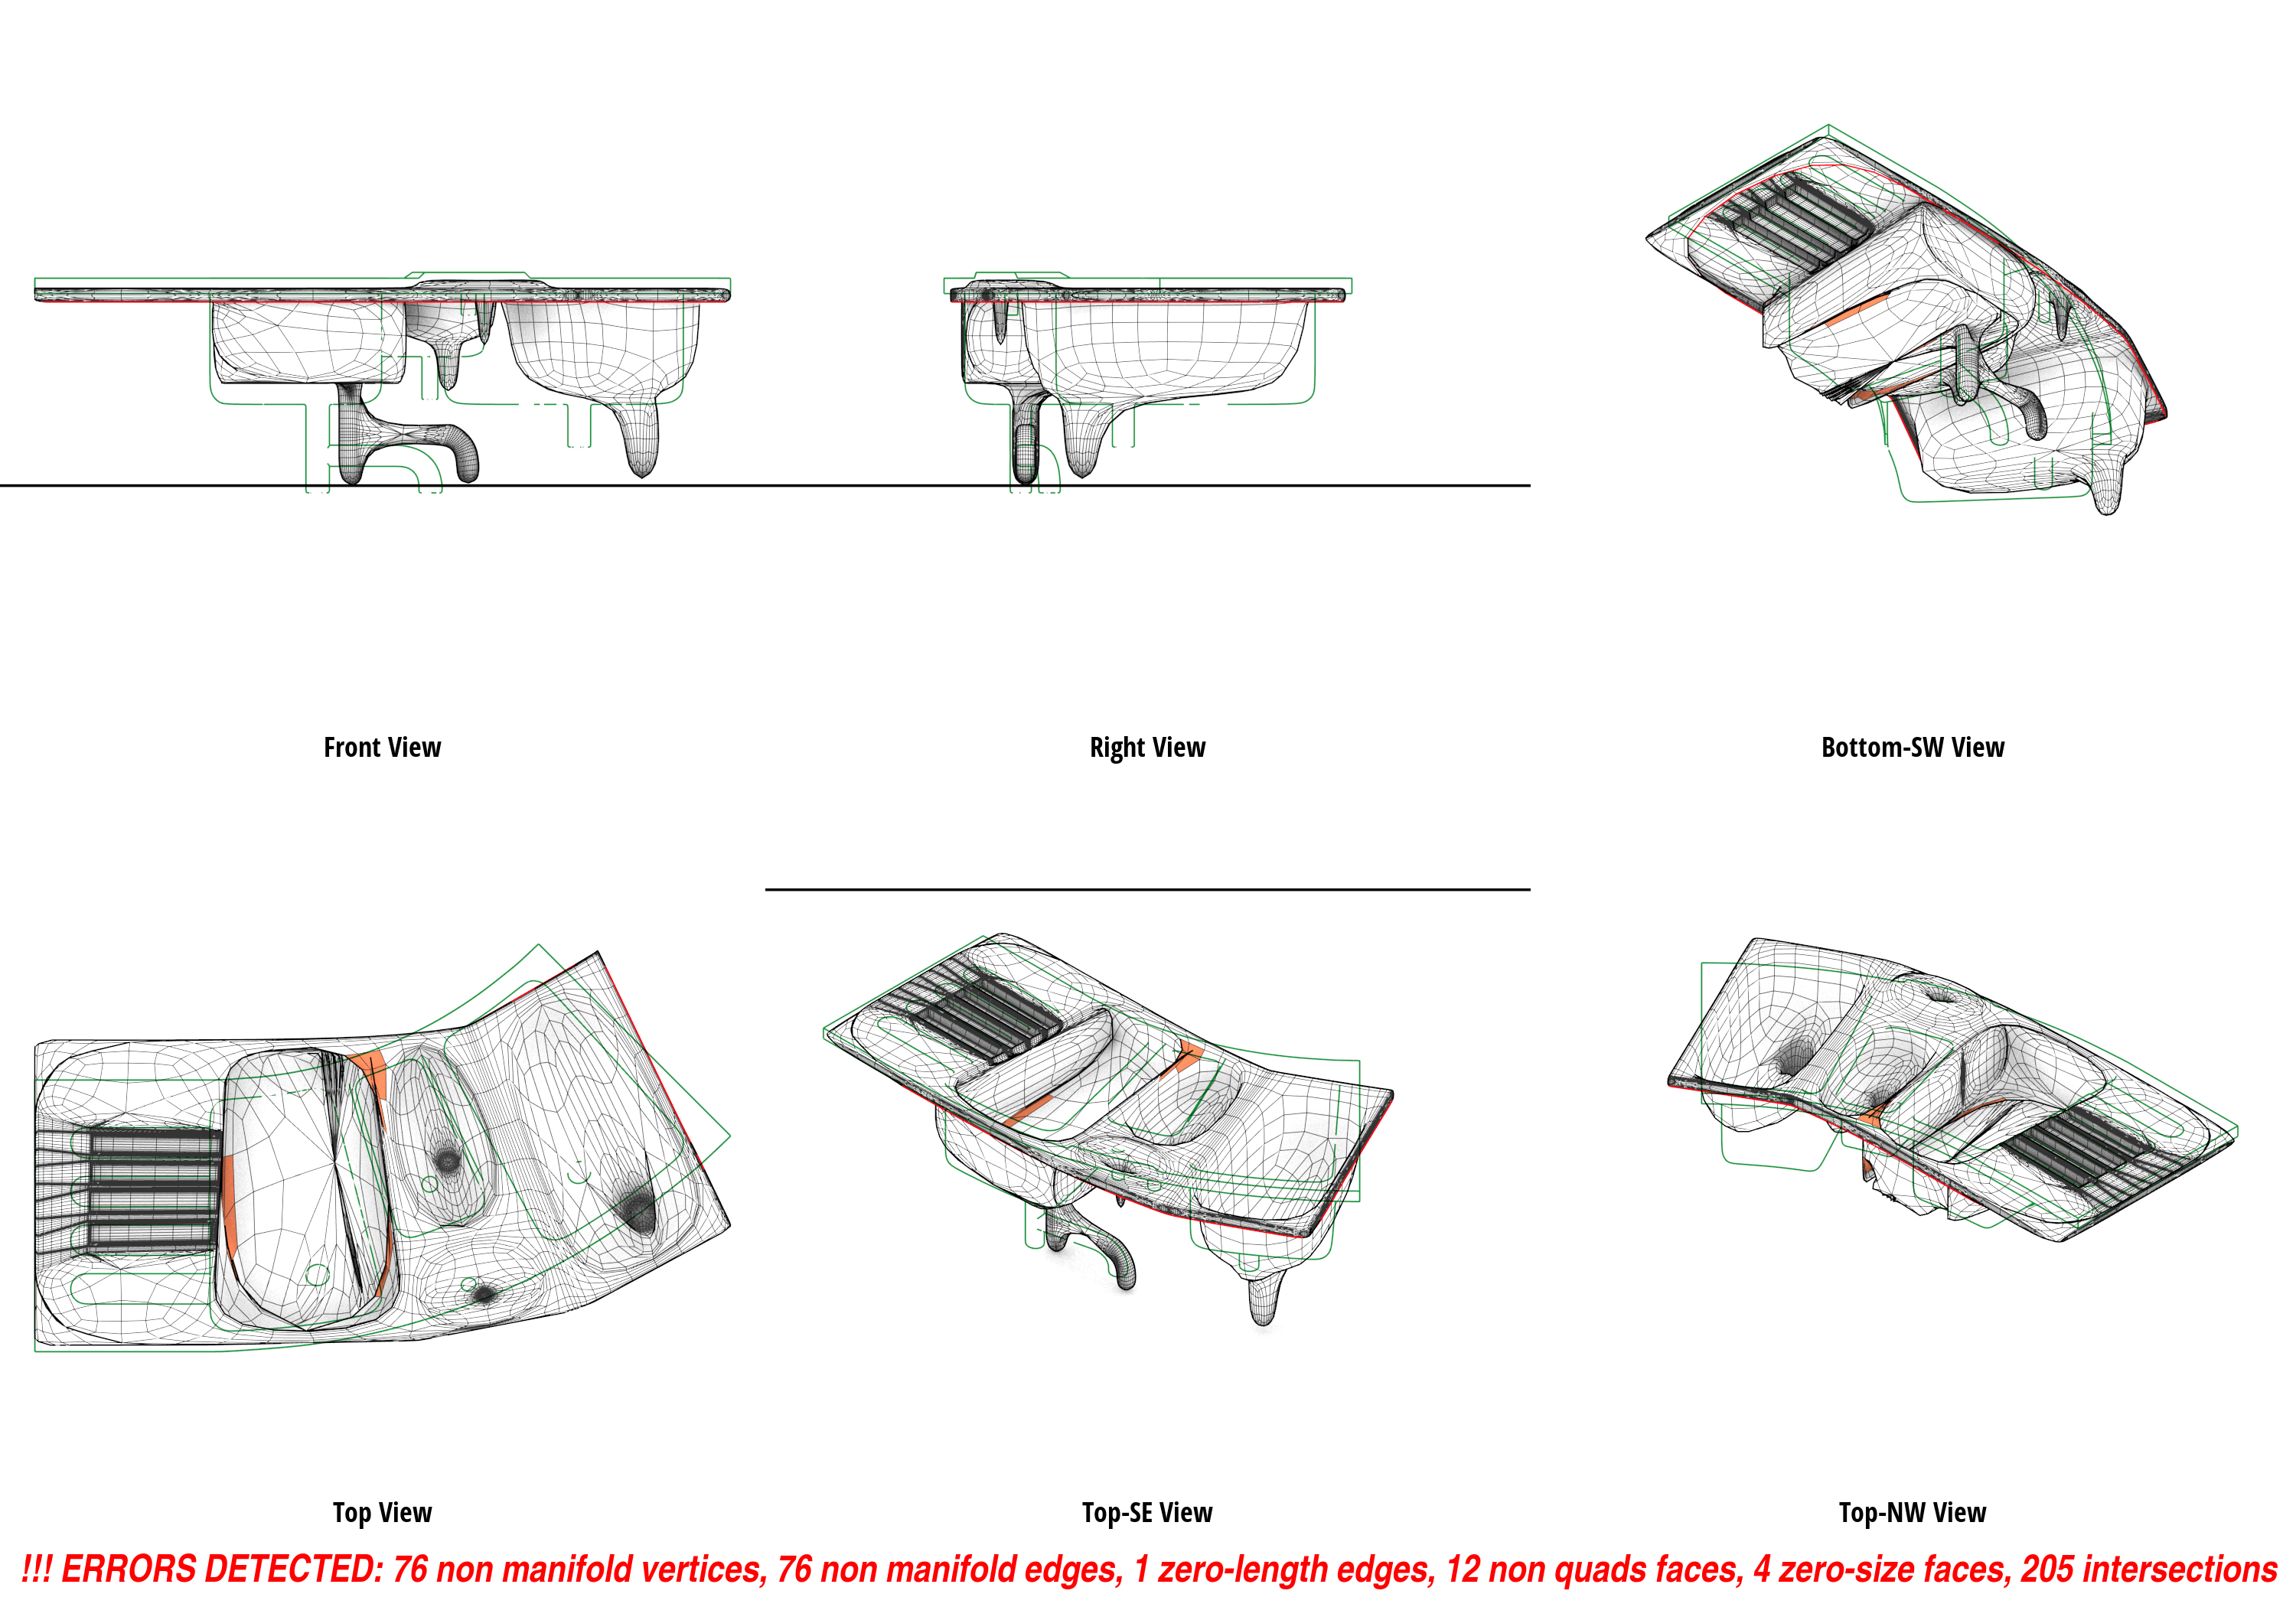 Front View
Right View
Bottom-SW View
Top View
Top-SE View
Top-NW View
!!! ERRORS DETECTED: 76 non manifold vertices, 76 non manifold edges, 1 zero-length edges, 12 non quads faces, 4 zero-size faces, 205 intersections